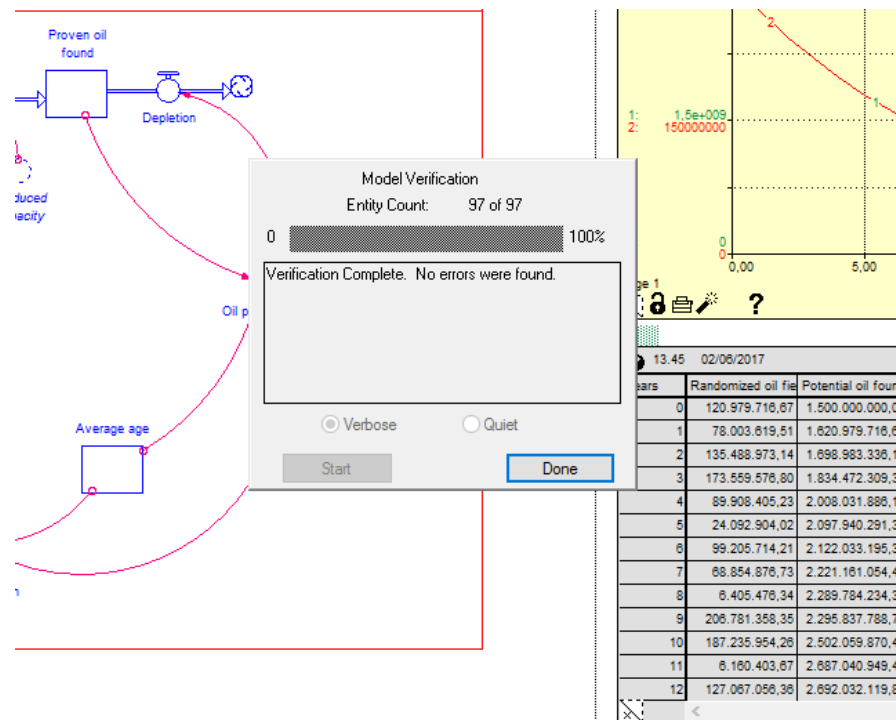 Proven oil
found
Depletion
duced
acity
Oil p
Average age
Model Verification
Entity Count: 97 of 97
0 100%
Verification Complete. No errors were found.
Verbose Quiet
Start Done
2
1
1: 1,5e+009
2: 150000000
0
0
0,00 5,00
ge 1
?
13.45 02/06/2017
ears Randomized oil fie Potential oil four
0 120.979.716,67 1.500.000.000,0
1 78.003.619,51 1.620.979.716,6
2 135.488.973,14 1.698.983.336,1
3 173.559.576,80 1.834.472.309,3
4 89.908.405,23 2.008.031.886,1
5 24.092.904,02 2.097.940.291,3
6 99.205.714,21 2.122.033.195,3
7 68.854.876,73 2.221.161.054,4
8 6.405.476,34 2.289.784.234,3
9 206.781.358,35 2.295.837.788,7
10 187.235.954,26 2.502.059.870,4
11 6.160.403,67 2.687.040.949,4
12 127.067.056,36 2.692.032.119,8